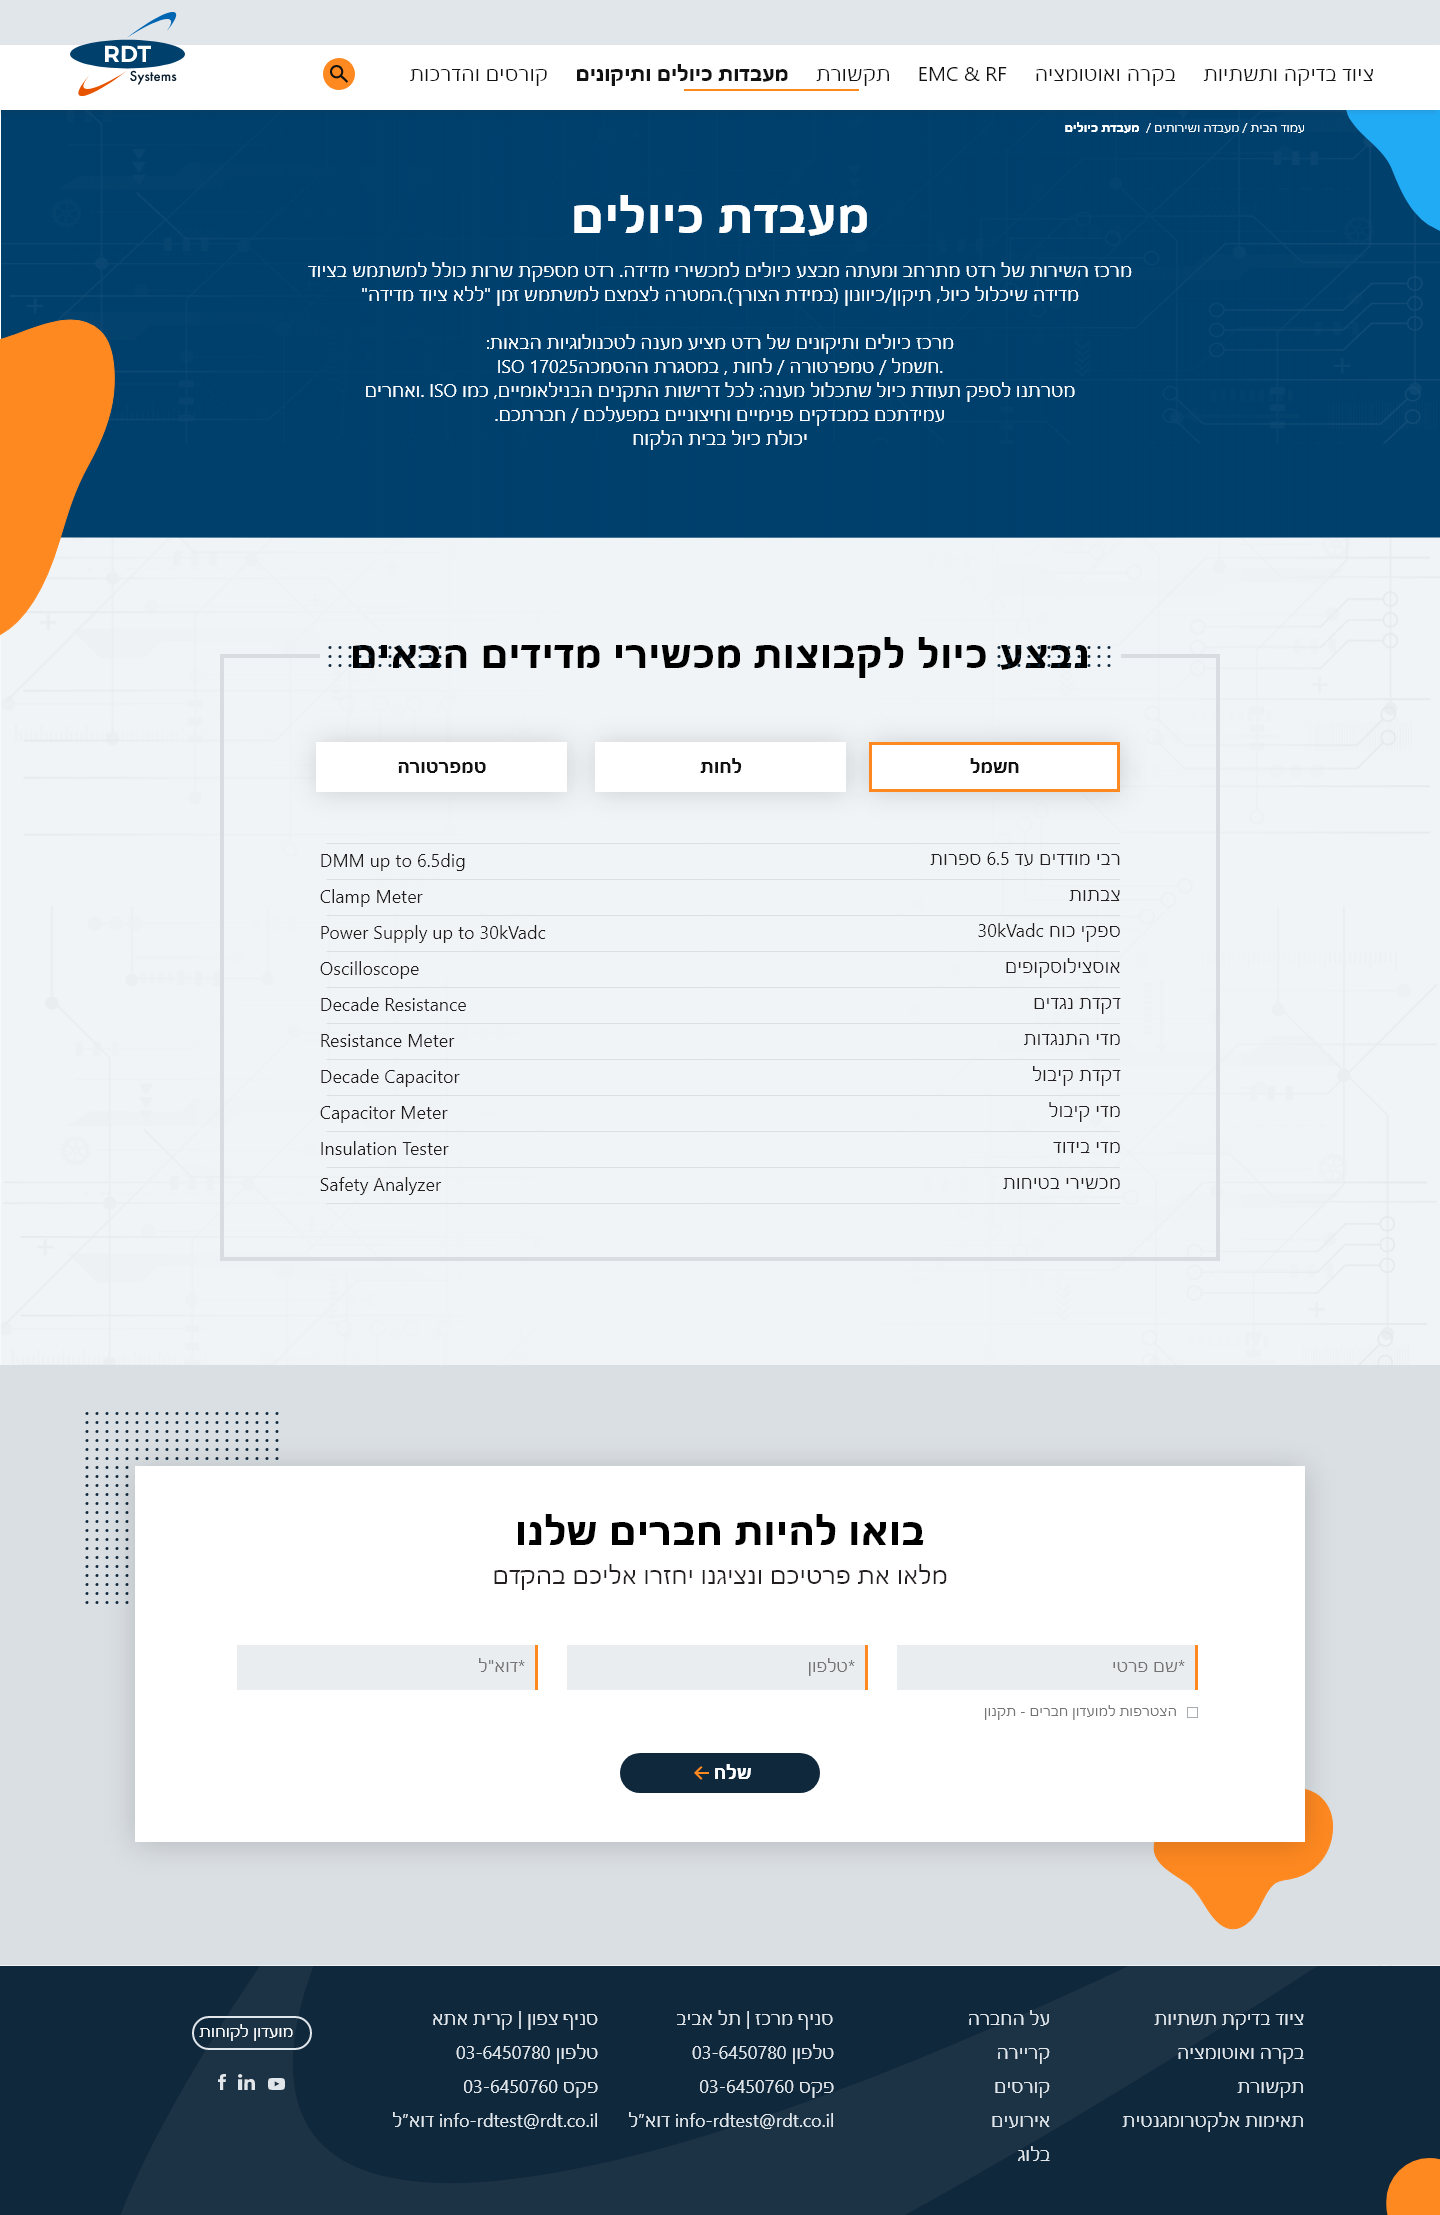 RDT
Systems
ציוד בדיקה ותשתיות
בקרה ואוטומציה
EMC & RF
תקשורת
מעבדות כיולים ותיקונים
קורסים והדרכות
עמוד הבית / מעבדה ושירותים / מעבדת כיולים
מעבדת כיולים
מרכז השירות של רדט מתרחב ומעתה מבצע כיולים למכשירי מדידה. רדט מספקת שרות כולל למשתמש בציוד
מדידה שיכלול כיול, תיקון/כיוונון (במידת הצורך).המטרה לצמצם למשתמש זמן "ללא ציוד מדידה"
מרכז כיולים ותיקונים של רדט מציע מענה לטכנולוגיות הבאות:
.חשמל / טמפרטורה / לחות , במסגרת ההסמכהISO 17025
מטרתנו לספק תעודת כיול שתכלול מענה: לכל דרישות התקנים הבנילאומיים, כמו ISO .ואחרים
עמידתכם במבדקים פנימיים וחיצוניים במפעלכם / חברתכם.
יכולת כיול בבית הלקוח
נבצע כיול לקבוצות מכשירי מדידים הבאים
חשמל
לחות
טמפרטורה
רבי מודדים עד 6.5 ספרות
DMM up to 6.5dig
צבתות
Clamp Meter
ספקי כוח 30kVadc
Power Supply up to 30kVadc
אוסצילוסקופים
Oscilloscope
דקדת נגדים
Decade Resistance
מדי התנגדות
Resistance Meter
דקדת קיבול
Decade Capacitor
מדי קיבול
Capacitor Meter
מדי בידוד
Insulation Tester
מכשירי בטיחות
Safety Analyzer
בואו להיות חברים שלנו
מלאו את פרטיכם ונציגנו יחזרו אליכם בהקדם
*שם פרטי
*טלפון
*דוא"ל
הצטרפות למועדון חברים - תקנון
שלח
ציוד בדיקת תשתיות
בקרה ואוטומציה
תקשורת
תאימות אלקטרומגנטית
על החברה
קריירה
קורסים
אירועים
בלוג
סניף מרכז | תל אביב
טלפון 03-6450780
פקס 03-6450760
info-rdtest@rdt.co.il דוא"ל
סניף צפון | קרית אתא
טלפון 03-6450780
פקס 03-6450760
info-rdtest@rdt.co.il דוא"ל
מועדון לקוחות